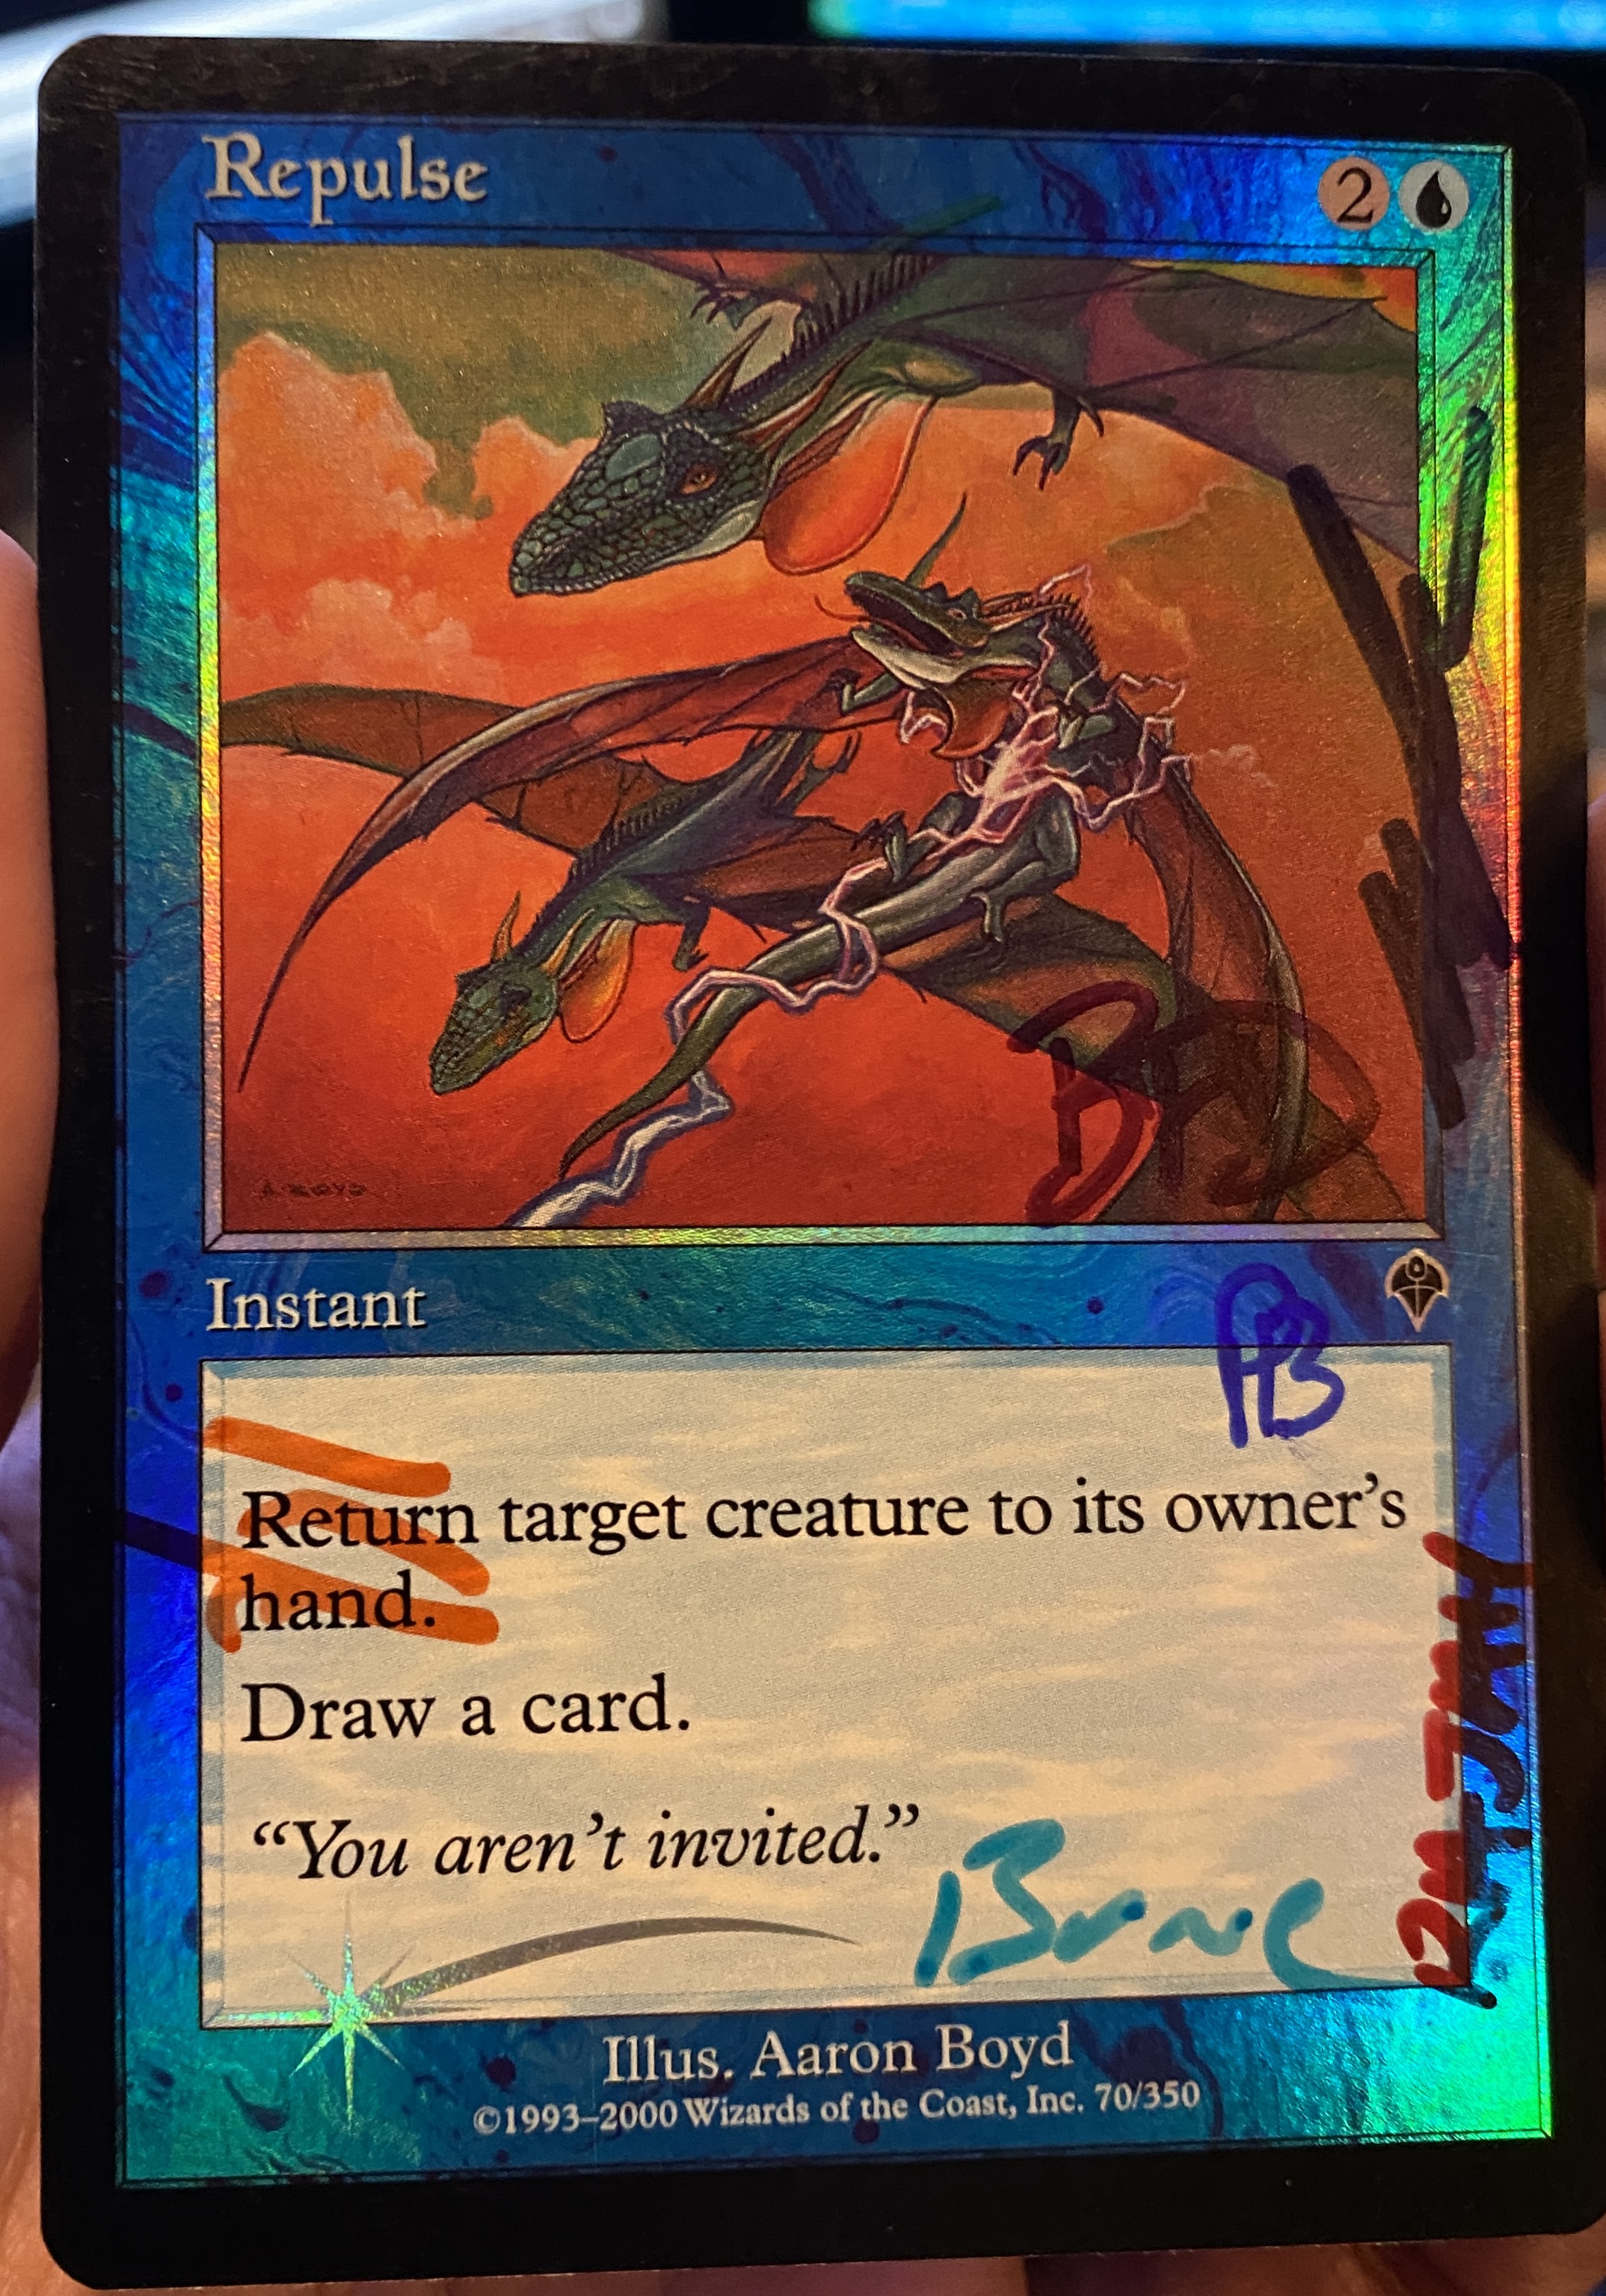 Repulse
2
A. BOYD
Instant
PB
Return target creature to its owner's
hand.
Draw a card.
“You aren't invited.”
Illus. Aaron Boyd
©1993–2000 Wizards of the Coast, Inc. 70/350